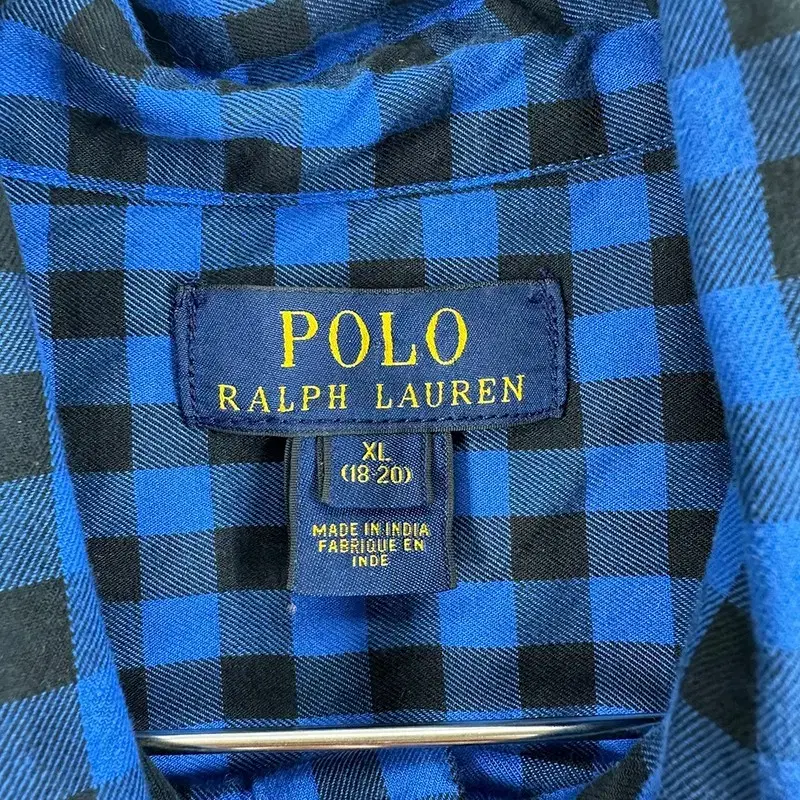 POLO
RALPH LAUREN
XL
(18-20)
MADE IN INDIA
FABRIQUE EN
INDE